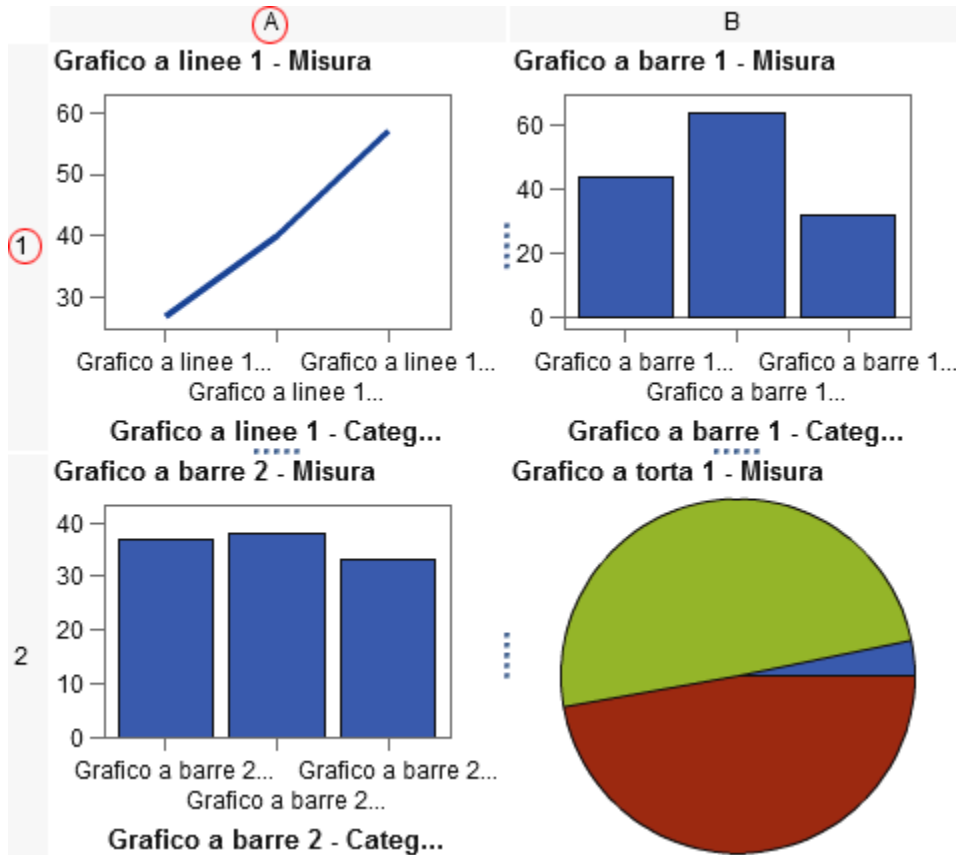 A
B
1
Grafico a linee 1 - Misura
60
50
40
30
Grafico a linee 1...
Grafico a linee 1...
Grafico a linee 1...
Grafico a linee 1 - Categ...
Grafico a barre 1 - Misura
60
40
20
0
Grafico a barre 1...
Grafico a barre 1...
Grafico a barre 1...
Grafico a barre 1 - Categ...
2
Grafico a barre 2 - Misura
40
30
20
10
0
Grafico a barre 2...
Grafico a barre 2...
Grafico a barre 2...
Grafico a barre 2 - Categ...
Grafico a torta 1 - Misura